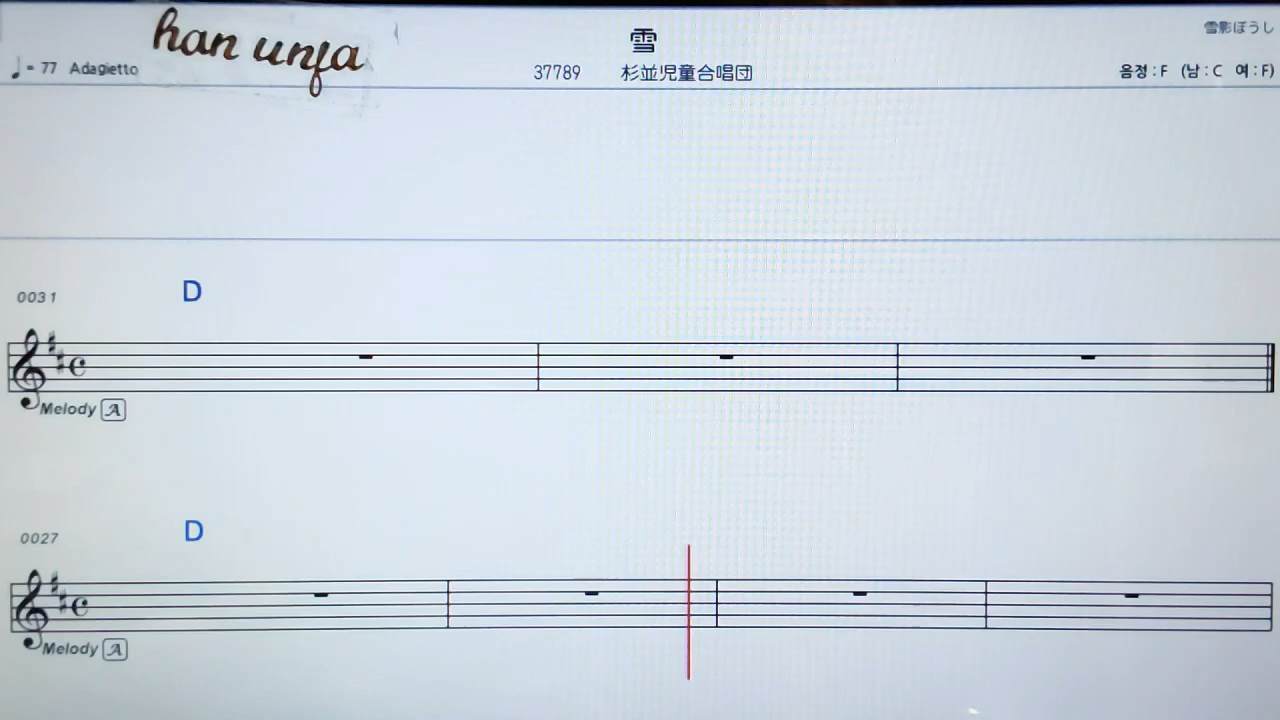 han unfa
雪
雪影ぼうし
♩= 77 Adagietto
37789 杉並児童合唱団
음정 : F (남 : C 여 : F)
0031
D
Melody A
0027
D
Melody A